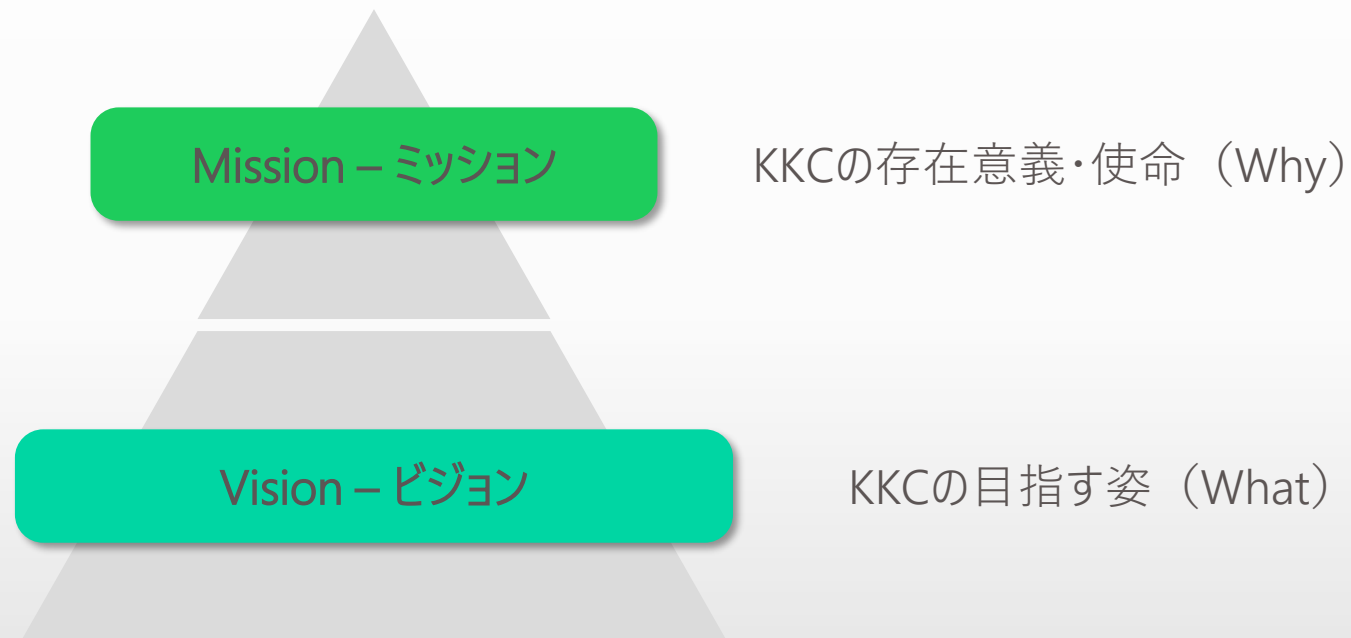 Mission – ミッション
KKCの存在意義・使命（Why）
Vision – ビジョン
KKCの目指す姿（What）